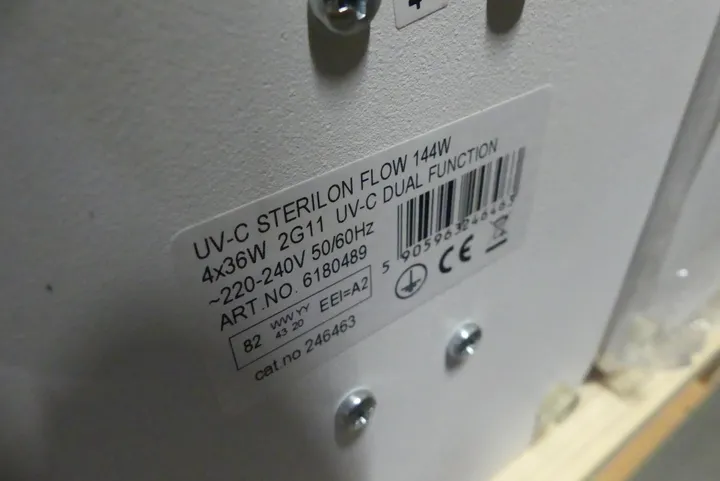 UV-C STERILON FLOW 144W
4x36W 2G11 UV-C DUAL FUNCTION
~220-240V 50/60Hz
ART.NO. 6180489
82 WW YY EEI=A2
43 20
cat.no 246463
5 905963 246463
CE